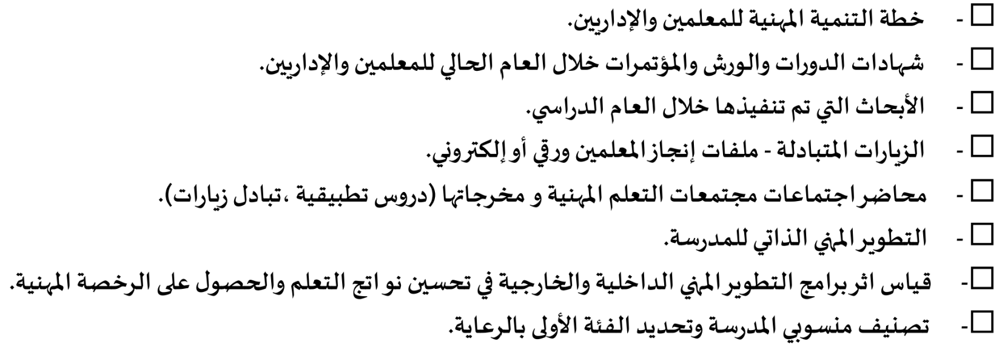 ☐ - خطة التنمية المهنية للمعلمين والإداريين.
☐ - شهادات الدورات والورش والمؤتمرات خلال العام الحالي للمعلمين والإداريين.
☐ - الأبحاث التي تم تنفيذها خلال العام الدراسي.
☐ - الزيارات المتبادلة - ملفات إنجاز المعلمين ورقي أو إلكتروني.
☐ - محاضر اجتماعات مجتمعات التعلم المهنية و مخرجاتها (دروس تطبيقية ،تبادل زيارات).
☐ - التطوير المهني الذاتي للمدرسة.
☐- قياس اثر برامج التطوير المهني الداخلية والخارجية في تحسين نواتج التعلم والحصول على الرخصة المهنية.
☐- تصنيف منسوبي المدرسة وتحديد الفئة الأولى بالرعاية.